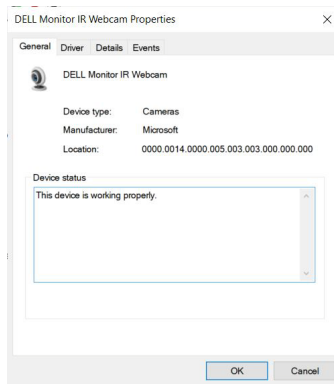 DELL Monitor IR Webcam Properties
General Driver Details Events
DELL Monitor IR Webcam
Device type: Cameras
Manufacturer: Microsoft
Location: 0000.0014.0000.005.003.003.000.000.000
Device status
This device is working properly.
OK Cancel